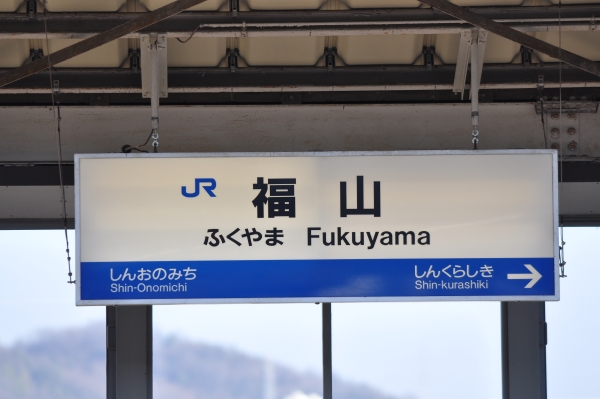 JR 福山
ふくやま Fukuyama
しんおのみち しんくらしき
Shin-Onomichi Shin-kurashiki